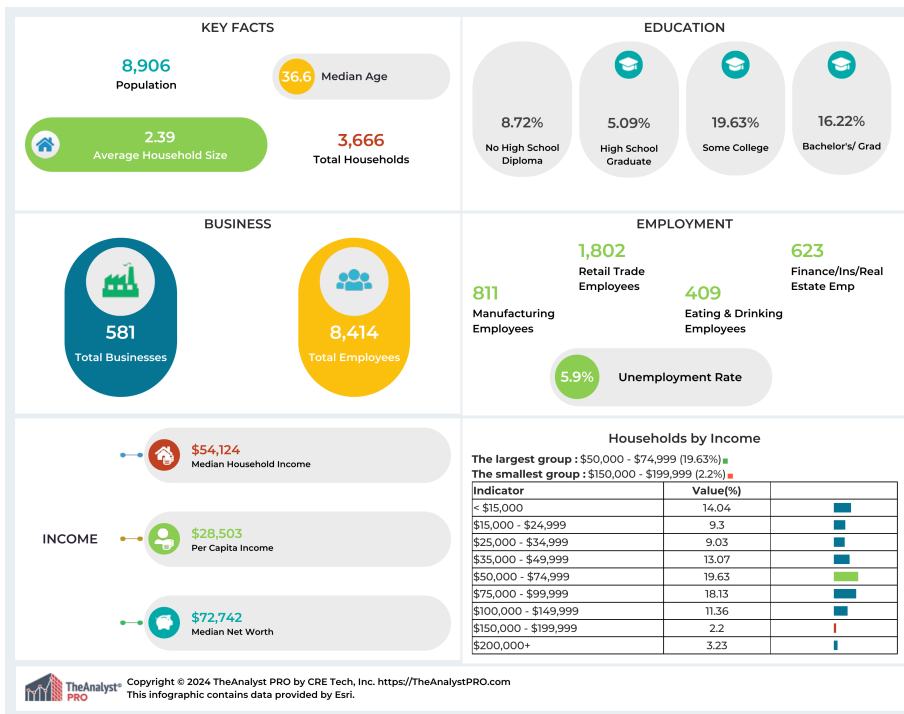 KEY FACTS
8,906
Population
36.6 Median Age
2.39
Average Household Size
3,666
Total Households
EDUCATION
8.72%
No High School
Diploma
5.09%
High School
Graduate
19.63%
Some College
16.22%
Bachelor's/ Grad
BUSINESS
581
Total Businesses
8,414
Total Employees
EMPLOYMENT
811
Manufacturing
Employees
1,802
Retail Trade
Employees
409
Eating & Drinking
Employees
623
Finance/Ins/Real
Estate Emp
5.9% Unemployment Rate
INCOME
$54,124
Median Household Income
$28,503
Per Capita Income
$72,742
Median Net Worth
Households by Income
The largest group : $50,000 - $74,999 (19.63%)
The smallest group : $150,000 - $199,999 (2.2%)
Indicator Value(%)
< $15,000 14.04
$15,000 - $24,999 9.3
$25,000 - $34,999 9.03
$35,000 - $49,999 13.07
$50,000 - $74,999 19.63
$75,000 - $99,999 18.13
$100,000 - $149,999 11.36
$150,000 - $199,999 2.2
$200,000+ 3.23
TheAnalyst®
PRO
Copyright © 2024 TheAnalyst PRO by CRE Tech, Inc. https://TheAnalystPRO.com
This infographic contains data provided by Esri.